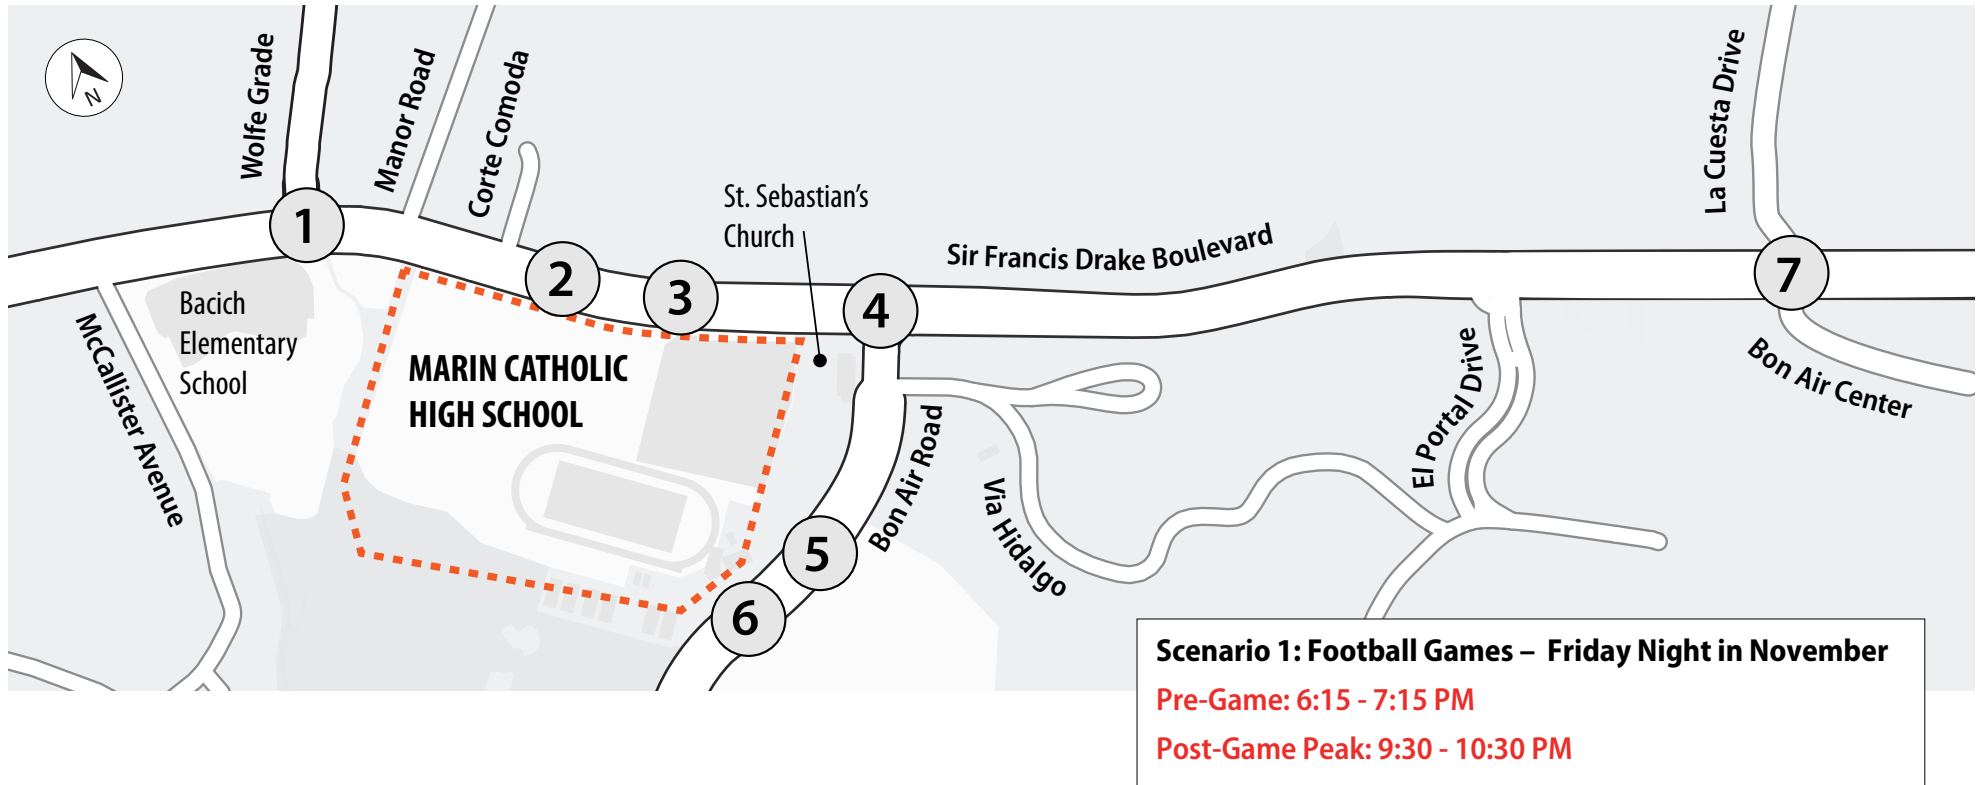 N
Wolfe Grade
Manor Road
Corte Comoda
La Cuesta Drive
St. Sebastian's
Church
Sir Francis Drake Boulevard
1
2
3
4
7
Bacich
Elementary
School
McCallister Avenue
MARIN CATHOLIC
HIGH SCHOOL
El Portal Drive
Bon Air Center
Bon Air Road
Via Hidalgo
5
6
Scenario 1: Football Games – Friday Night in November
Pre-Game: 6:15 - 7:15 PM
Post-Game Peak: 9:30 - 10:30 PM